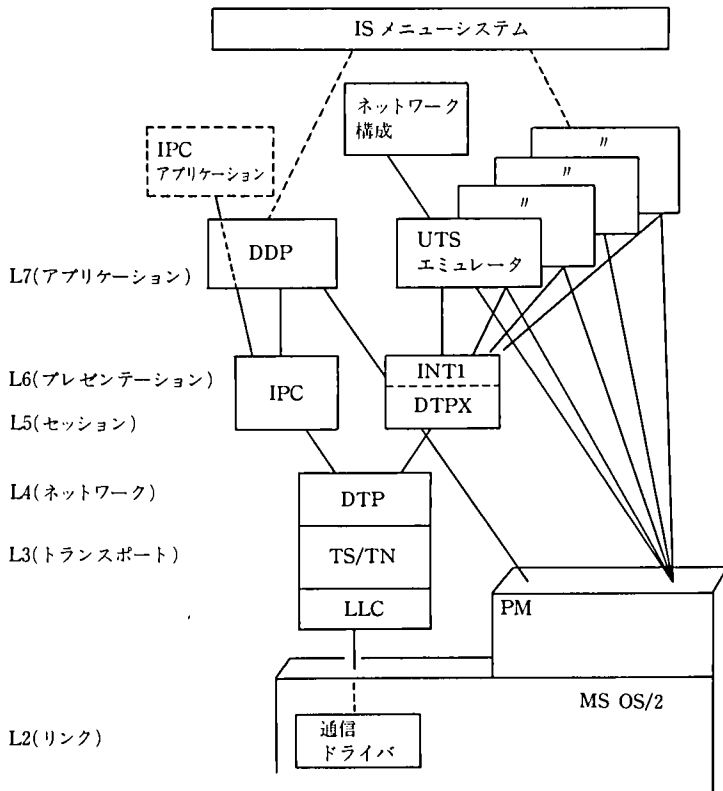 IS メニューシステム
ネットワーク
構成
IPC
アプリケーション
〃
〃
〃
L7(アプリケーション)
DDP
UTS
エミュレータ
L6(プレゼンテーション)
L5(セッション)
IPC
INT1
DTPX
L4(ネットワーク)
DTP
L3(トランスポート)
TS/TN
LLC
PM
MS OS/2
L2(リンク)
通信
ドライバ